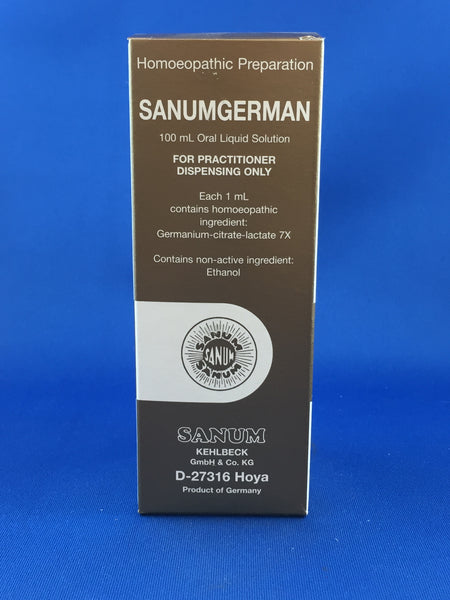 Homoeopathic Preparation
SANUMGERMAN
100 mL Oral Liquid Solution
FOR PRACTITIONER
DISPENSING ONLY
Each 1 mL
contains homoeopathic
ingredient:
Germanium-citrate-lactate 7X
Contains non-active ingredient:
Ethanol
SANUM
SANUM
SANUM
SANUM
KEHLBECK
GmbH & Co. KG
D-27316 Hoya
Product of Germany